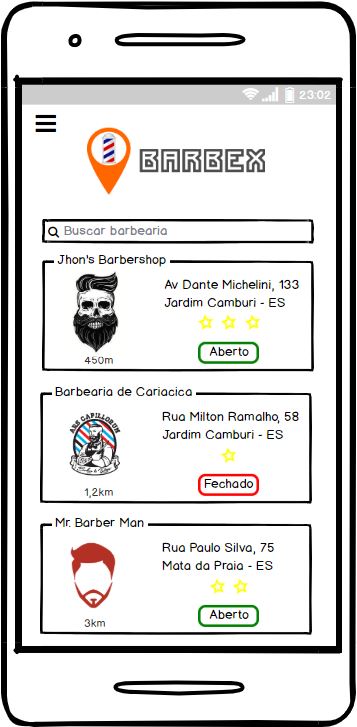 23:02
BARBEX
Buscar barbearia
Jhon's Barbershop
Av Dante Michelini, 133
Jardim Camburi - ES
Aberto
450m
Barbearia de Cariacica
Rua Milton Ramalho, 58
Jardim Camburi - ES
ARS CAPILLORUM
Fechado
1,2km
Mr. Barber Man
Rua Paulo Silva, 75
Mata da Praia - ES
Aberto
3km